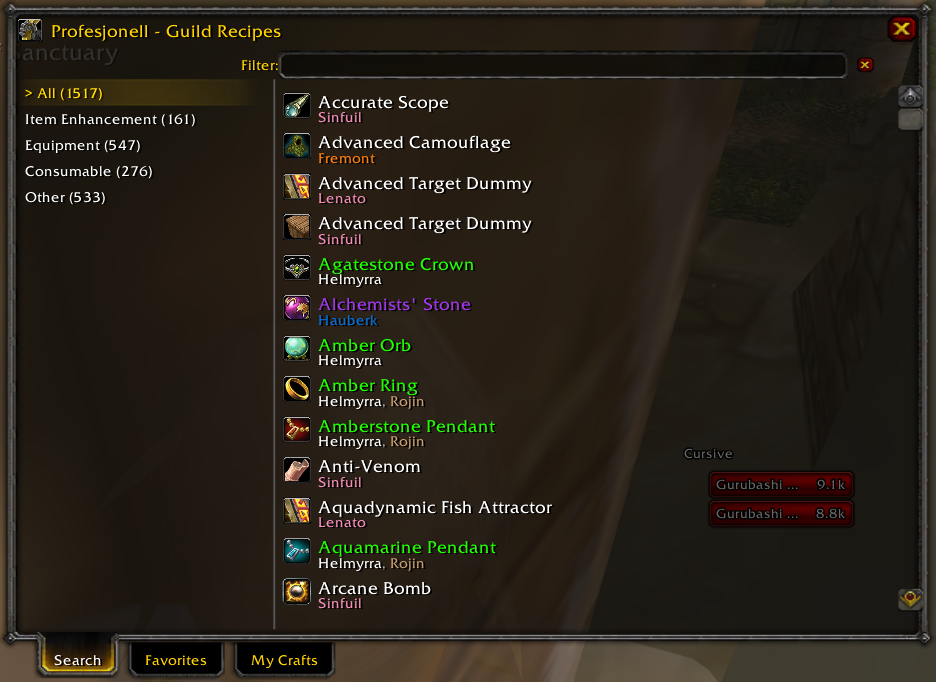 Profesjonell - Guild Recipes
anctuary
Filter:
> All (1517)
Item Enhancement (161)
Equipment (547)
Consumable (276)
Other (533)
Accurate Scope
Sinfuil
Advanced Camouflage
Fremont
Advanced Target Dummy
Lenato
Advanced Target Dummy
Sinfuil
Agatestone Crown
Helmyrra
Alchemists' Stone
Hauberk
Amber Orb
Helmyrra
Amber Ring
Helmyrra, Rojin
Amberstone Pendant
Helmyrra, Rojin
Anti-Venom
Sinfuil
Aquadynamic Fish Attractor
Lenato
Aquamarine Pendant
Helmyrra, Rojin
Arcane Bomb
Sinfuil
Cursive
Gurubashi ... 9.1k
Gurubashi ... 8.8k
Search
Favorites
My Crafts